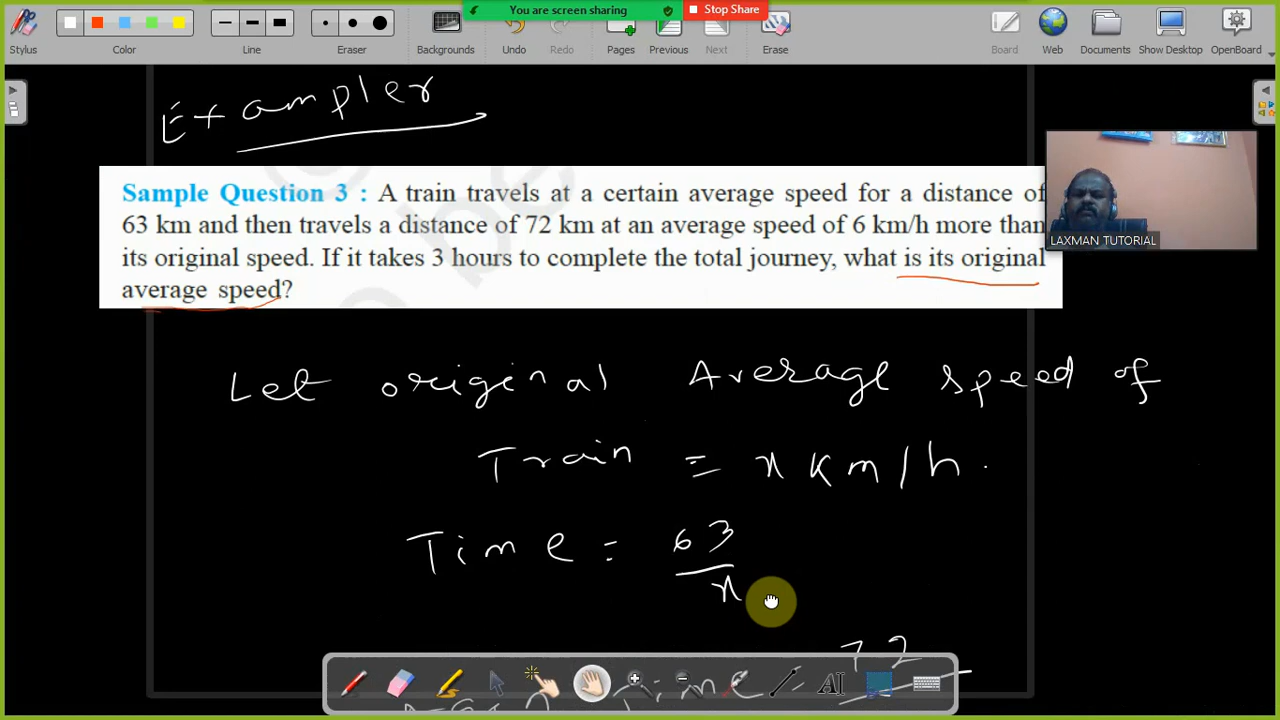 You are screen sharing Stop Share
Stylus Color Line Eraser Backgrounds Undo Redo Pages Previous Next Erase Board Web Documents Show Desktop OpenBoard
Exampler
Sample Question 3 : A train travels at a certain average speed for a distance of
63 km and then travels a distance of 72 km at an average speed of 6 km/h more than
its original speed. If it takes 3 hours to complete the total journey, what is its original
average speed?
LAXMAN TUTORIAL
Let original Average speed of
Train = x km/h.
Time = 63
x
72
Time =